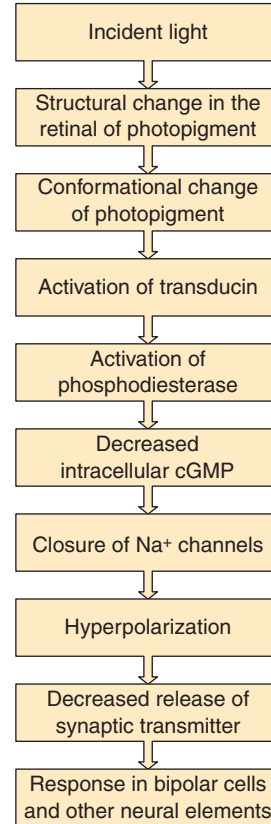 Incident light
Structural change in the
retinal of photopigment
Conformational change
of photopigment
Activation of transducin
Activation of
phosphodiesterase
Decreased
intracellular cGMP
Closure of Na⁺ channels
Hyperpolarization
Decreased release of
synaptic transmitter
Response in bipolar cells
and other neural elements